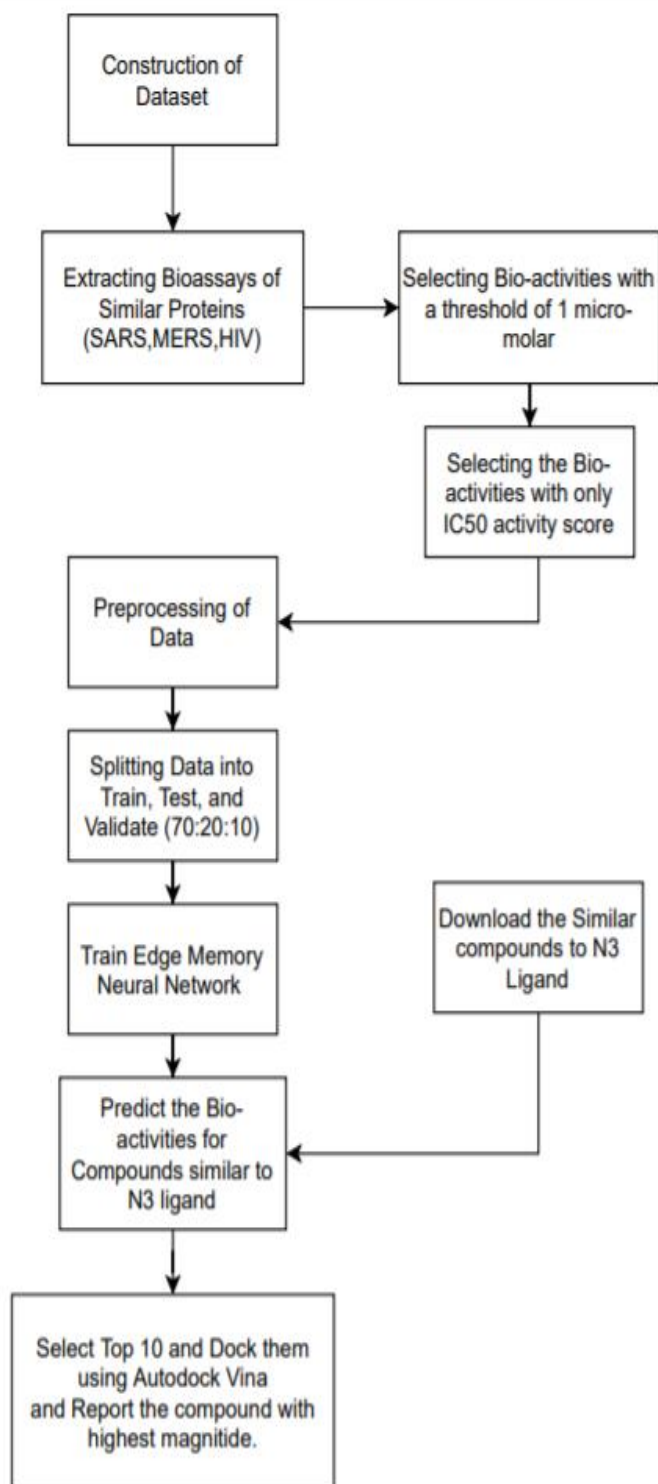 Construction of
Dataset
Extracting Bioassays of
Similar Proteins
(SARS,MERS,HIV)
Selecting Bio-activities with
a threshold of 1 micro-
molar
Selecting the Bio-
activities with only
IC50 activity score
Preprocessing of
Data
Splitting Data into
Train, Test, and
Validate (70:20:10)
Train Edge Memory
Neural Network
Download the Similar
compounds to N3
Ligand
Predict the Bio-
activities for
Compounds similar to
N3 ligand
Select Top 10 and Dock them
using Autodock Vina
and Report the compound with
highest magnitide.